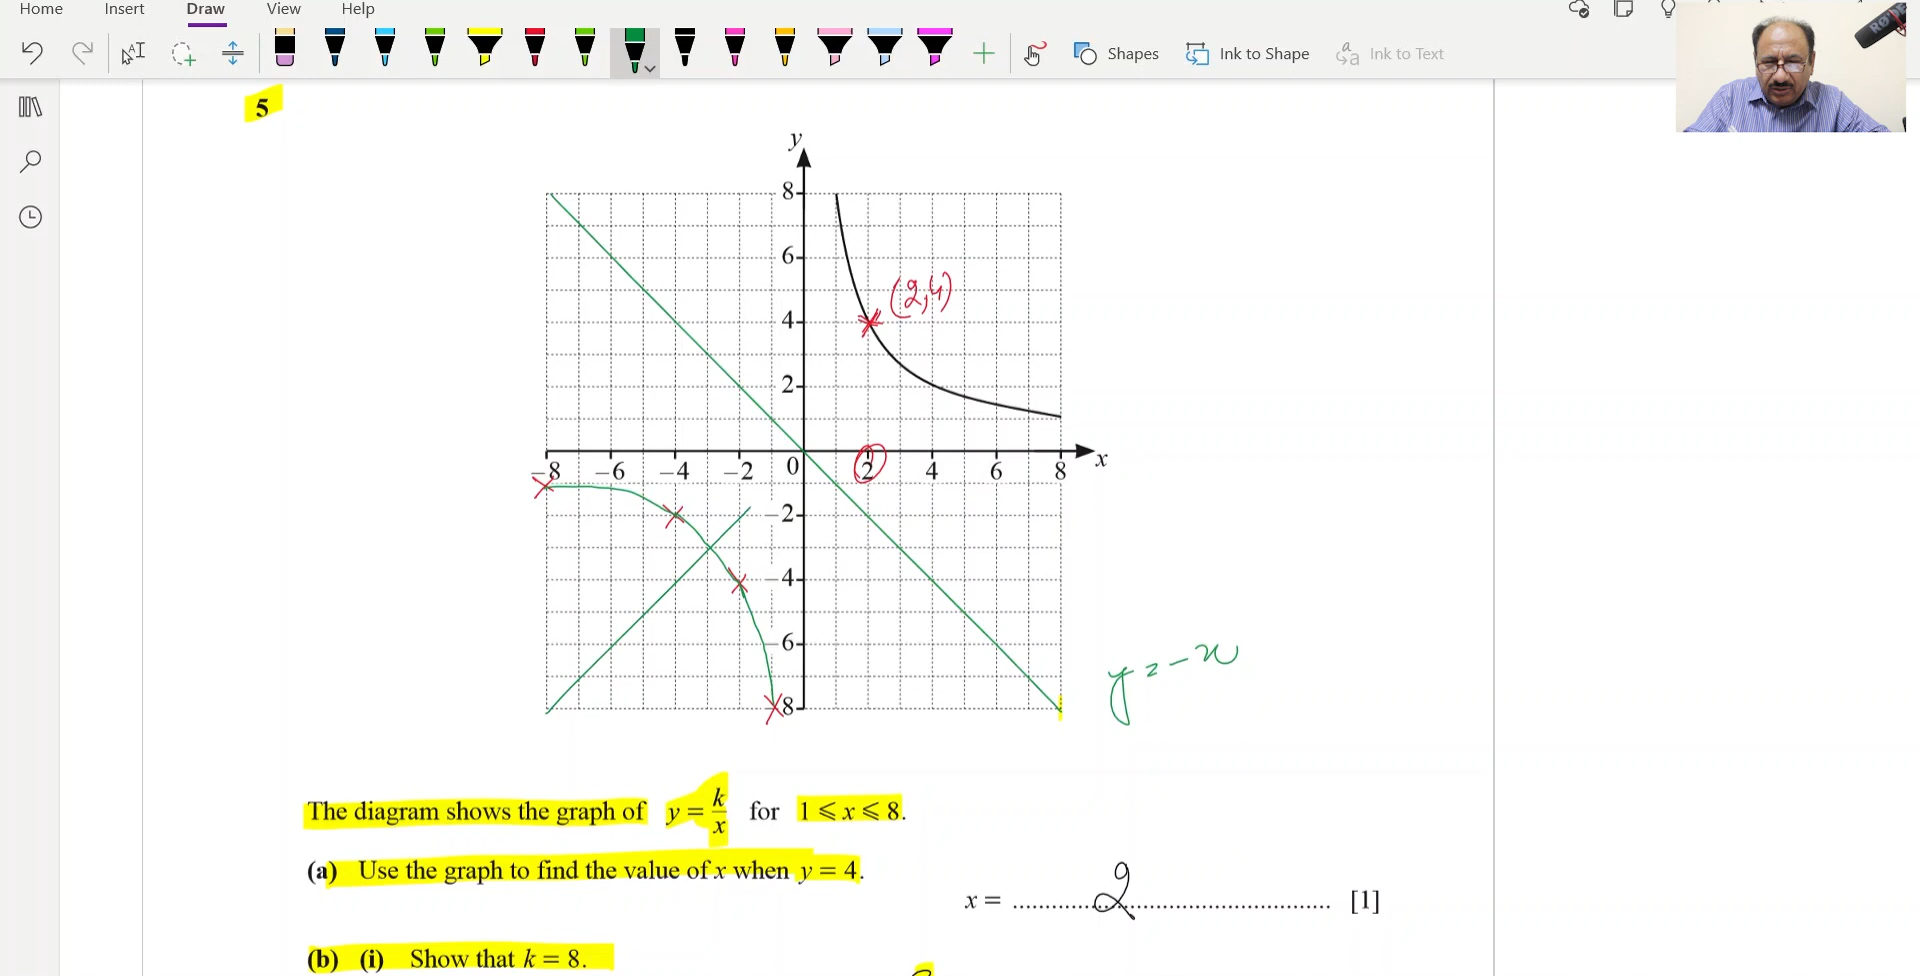 Home Insert Draw View Help
Shapes Ink to Shape Ink to Text
RØDE
5
y
8
6
(2,4)
4
2
−8 −6 −4 −2 0 2 4 6 8 x
−2
−4
6
8
y = −x
The diagram shows the graph of y = k/x for 1 ⩽ x ⩽ 8.
(a) Use the graph to find the value of x when y = 4.
x = ........ 2 ........ [1]
(b) (i) Show that k = 8.